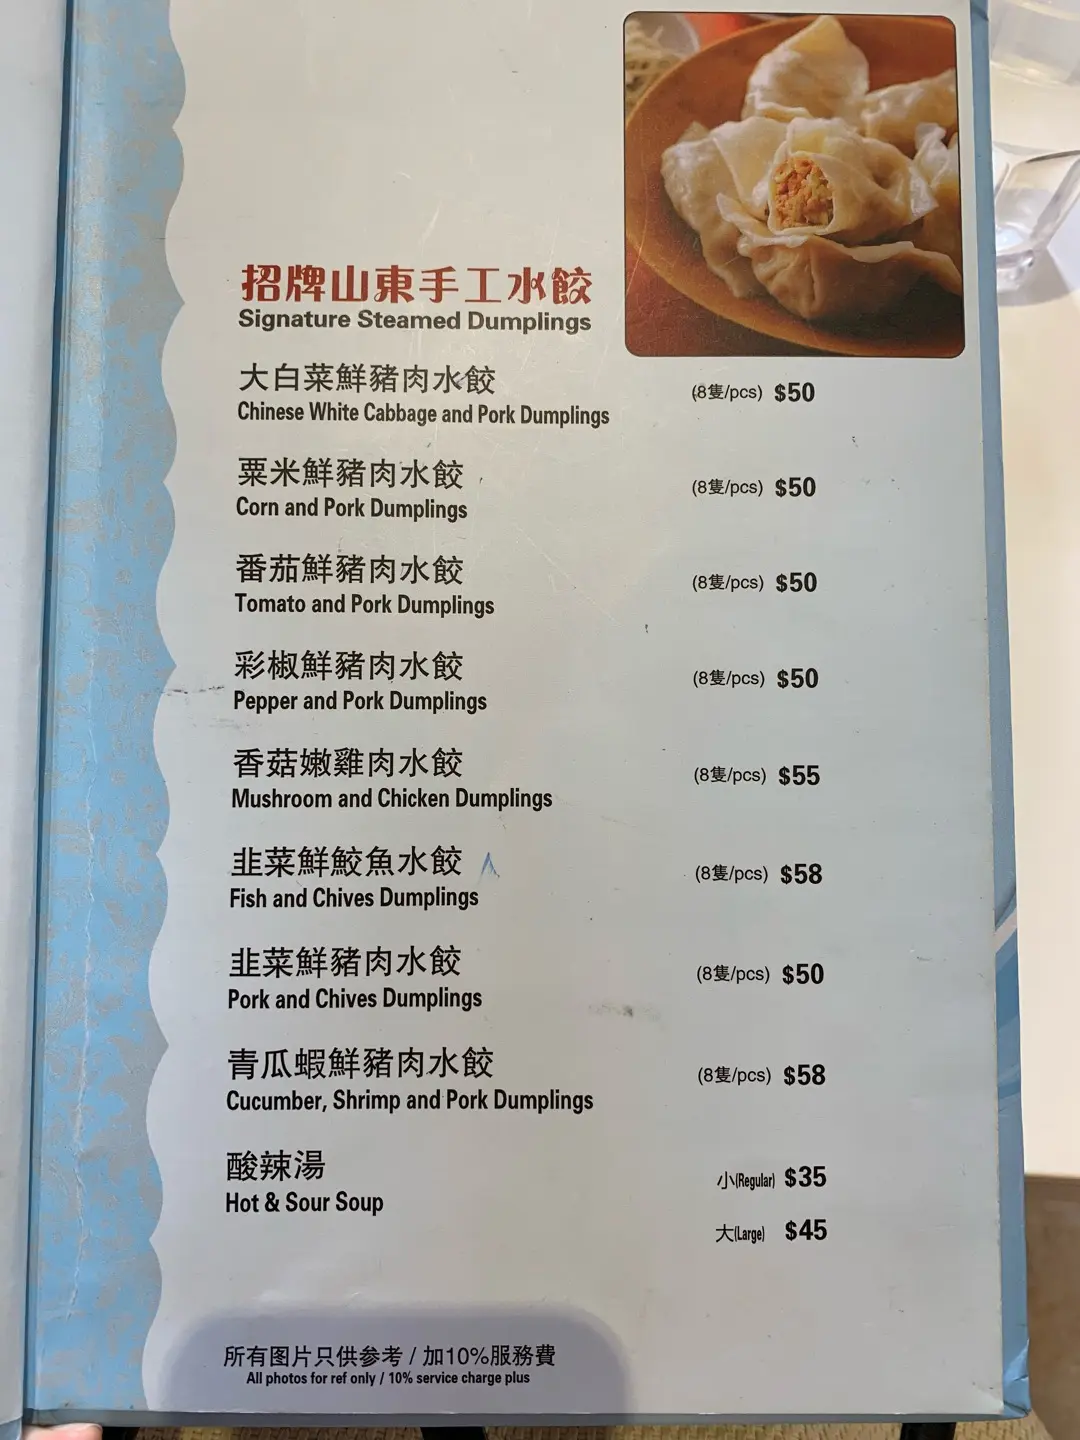 招牌山東手工水餃
Signature Steamed Dumplings
大白菜鮮豬肉水餃 (8隻/pcs) $50
Chinese White Cabbage and Pork Dumplings
粟米鮮豬肉水餃 (8隻/pcs) $50
Corn and Pork Dumplings
番茄鮮豬肉水餃 (8隻/pcs) $50
Tomato and Pork Dumplings
彩椒鮮豬肉水餃 (8隻/pcs) $50
Pepper and Pork Dumplings
香菇嫩雞肉水餃 (8隻/pcs) $55
Mushroom and Chicken Dumplings
韭菜鮮鮫魚水餃 (8隻/pcs) $58
Fish and Chives Dumplings
韭菜鮮豬肉水餃 (8隻/pcs) $50
Pork and Chives Dumplings
青瓜蝦鮮豬肉水餃 (8隻/pcs) $58
Cucumber, Shrimp and Pork Dumplings
酸辣湯 小(Regular) $35
Hot & Sour Soup
大(Large) $45
所有图片只供参考 / 加10%服務費
All photos for ref only / 10% service charge plus